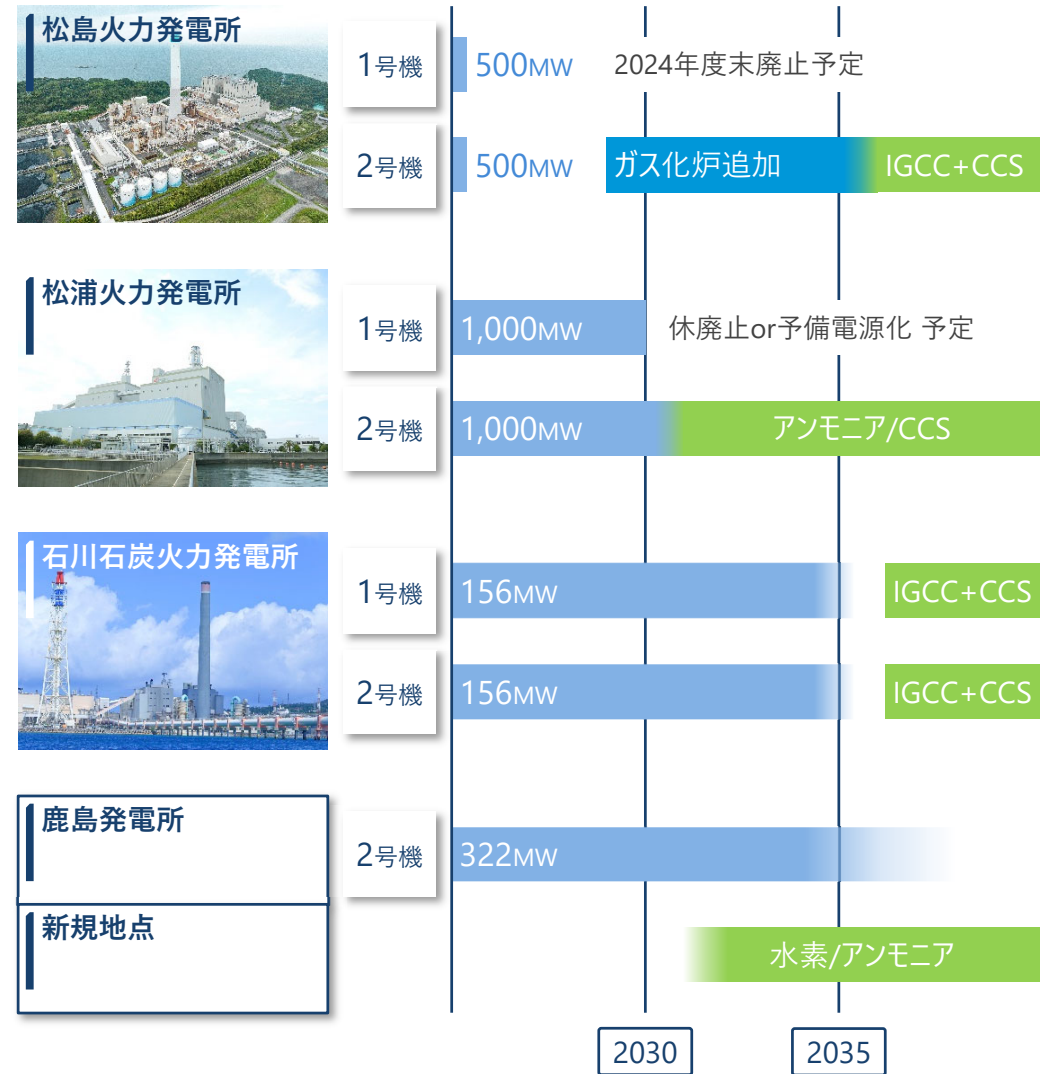 松島火力発電所
1号機
500MW
2024年度末廃止予定
2号機
500MW
ガス化炉追加
IGCC+CCS
松浦火力発電所
1号機
1,000MW
休廃止or予備電源化 予定
2号機
1,000MW
アンモニア/CCS
石川石炭火力発電所
1号機
156MW
IGCC+CCS
2号機
156MW
IGCC+CCS
鹿島発電所
2号機
322MW
新規地点
水素/アンモニア
2030
2035